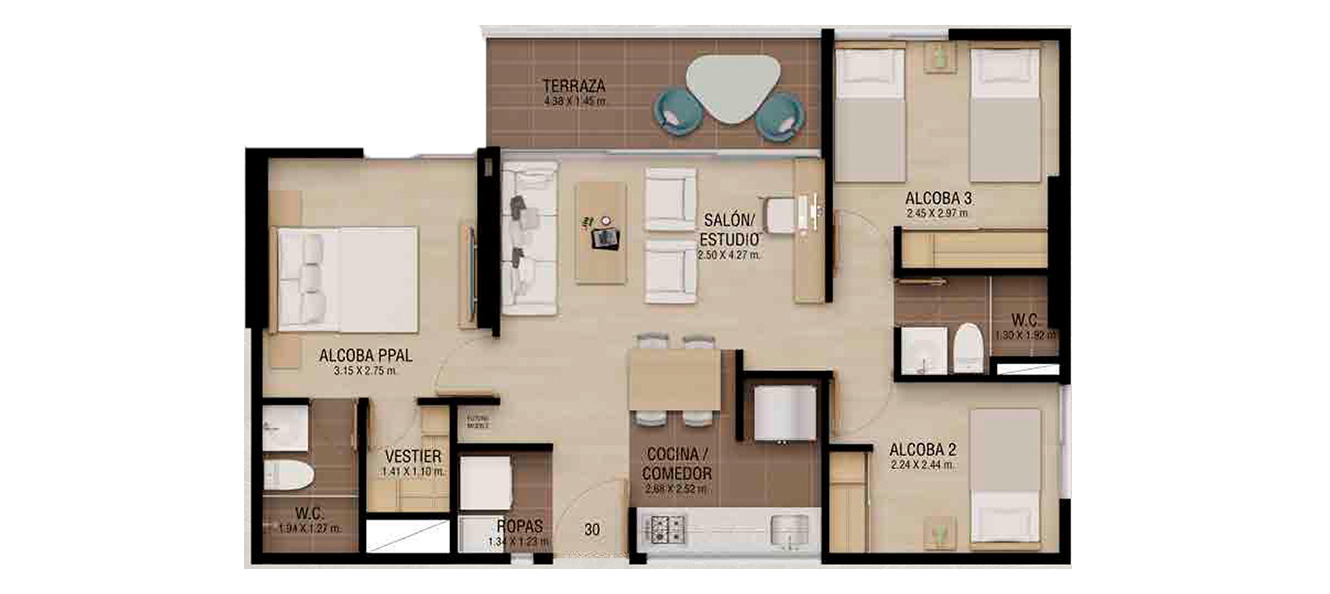 TERRAZA
4.38 X 1.45 m.
ALCOBA 3
2.45 X 2.97 m.
SALÓN/
ESTUDIO
2.50 X 4.27 m.
W.C.
1.30 X 1.92 m.
ALCOBA PPAL
3.15 X 2.75 m.
FUTURO
MUEBLE
VESTIER
1.41 X 1.10 m.
COCINA /
COMEDOR
2.68 X 2.52 m.
ALCOBA 2
2.24 X 2.44 m.
W.C.
1.94 X 1.27 m.
ROPAS
1.34 X 1.23 m.
30